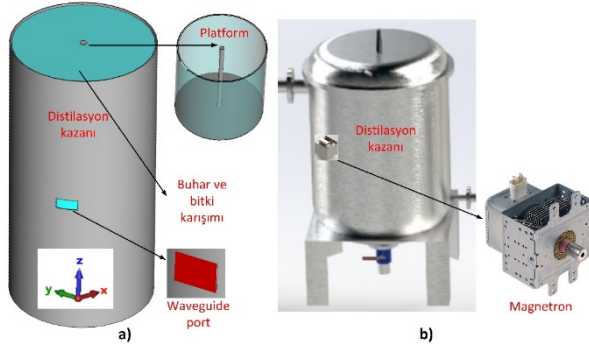 Platform
Distilasyon
kazanı
Buhar ve
bitki
karışımı
z
y
x
Waveguide
port
a)
Distilasyon
kazanı
Magnetron
b)